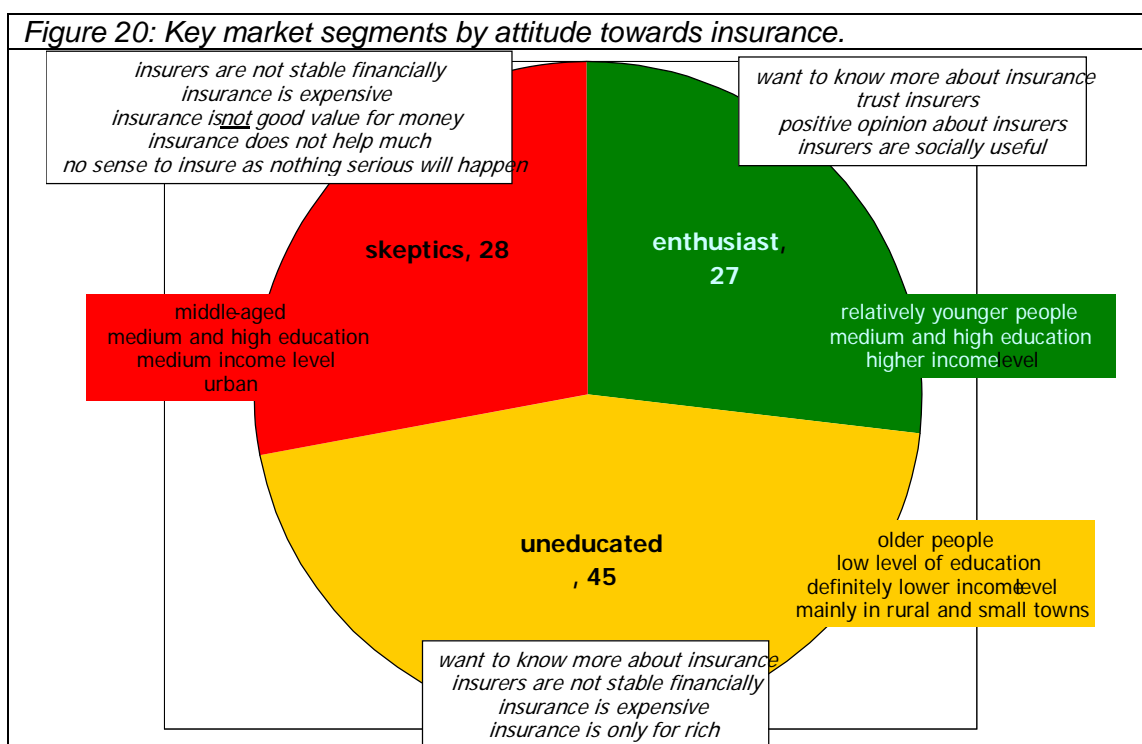 Figure 20: Key market segments by attitude towards insurance.
insurers are not stable financially
insurance is expensive
insurance is not good value for money
insurance does not help much
no sense to insure as nothing serious will happen
want to know more about insurance
trust insurers
positive opinion about insurers
insurers are socially useful
skeptics, 28
enthusiast,
27
middle-aged
medium and high education
medium income level
urban
relatively younger people
medium and high education
higher income level
uneducated
, 45
older people
low level of education
definitely lower income level
mainly in rural and small towns
want to know more about insurance
insurers are not stable financially
insurance is expensive
insurance is only for rich